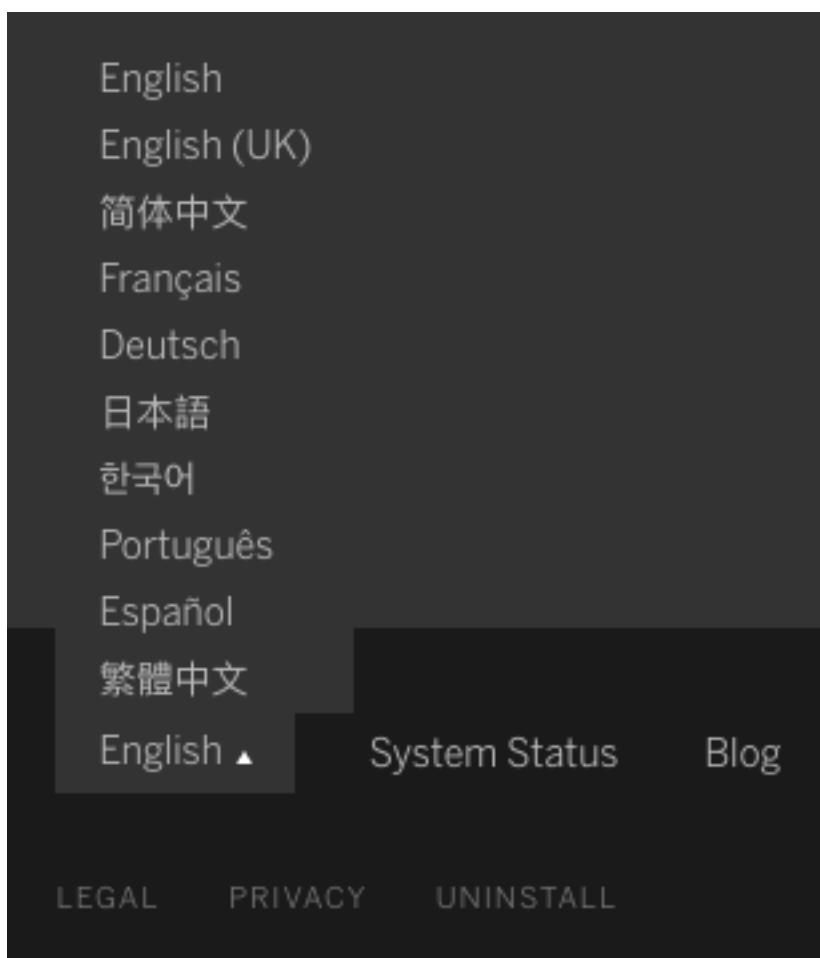 English
English (UK)
简体中文
Français
Deutsch
日本語
한국어
Português
Español
繁體中文
English ▲ System Status Blog
LEGAL PRIVACY UNINSTALL